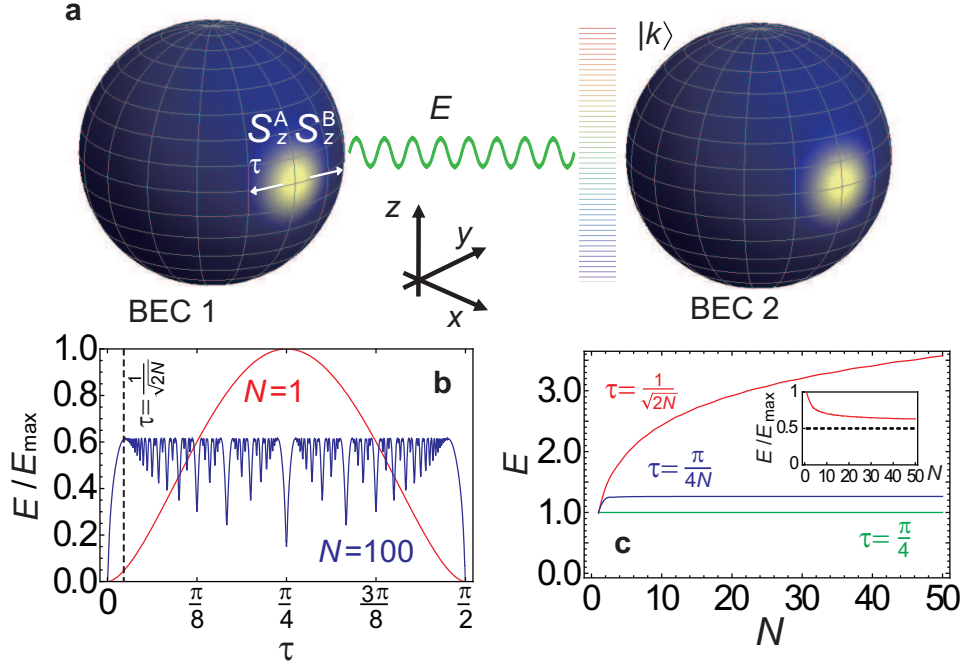 a
|k⟩
S_z^A S_z^B
τ
E
z
y
x
BEC 1
BEC 2
b
1.0
0.8
0.6
0.4
0.2
0.0
E / E_max
τ=1/√2N
N=1
N=100
0
π/8
π/4
3π/8
π/2
τ
c
3.0
2.0
1.0
0.0
E
τ=1/√2N
τ=π/4N
τ=π/4
0
10
20
30
40
50
N
1
0.5
0
E / E_max
0 10 20 30 40 50 N